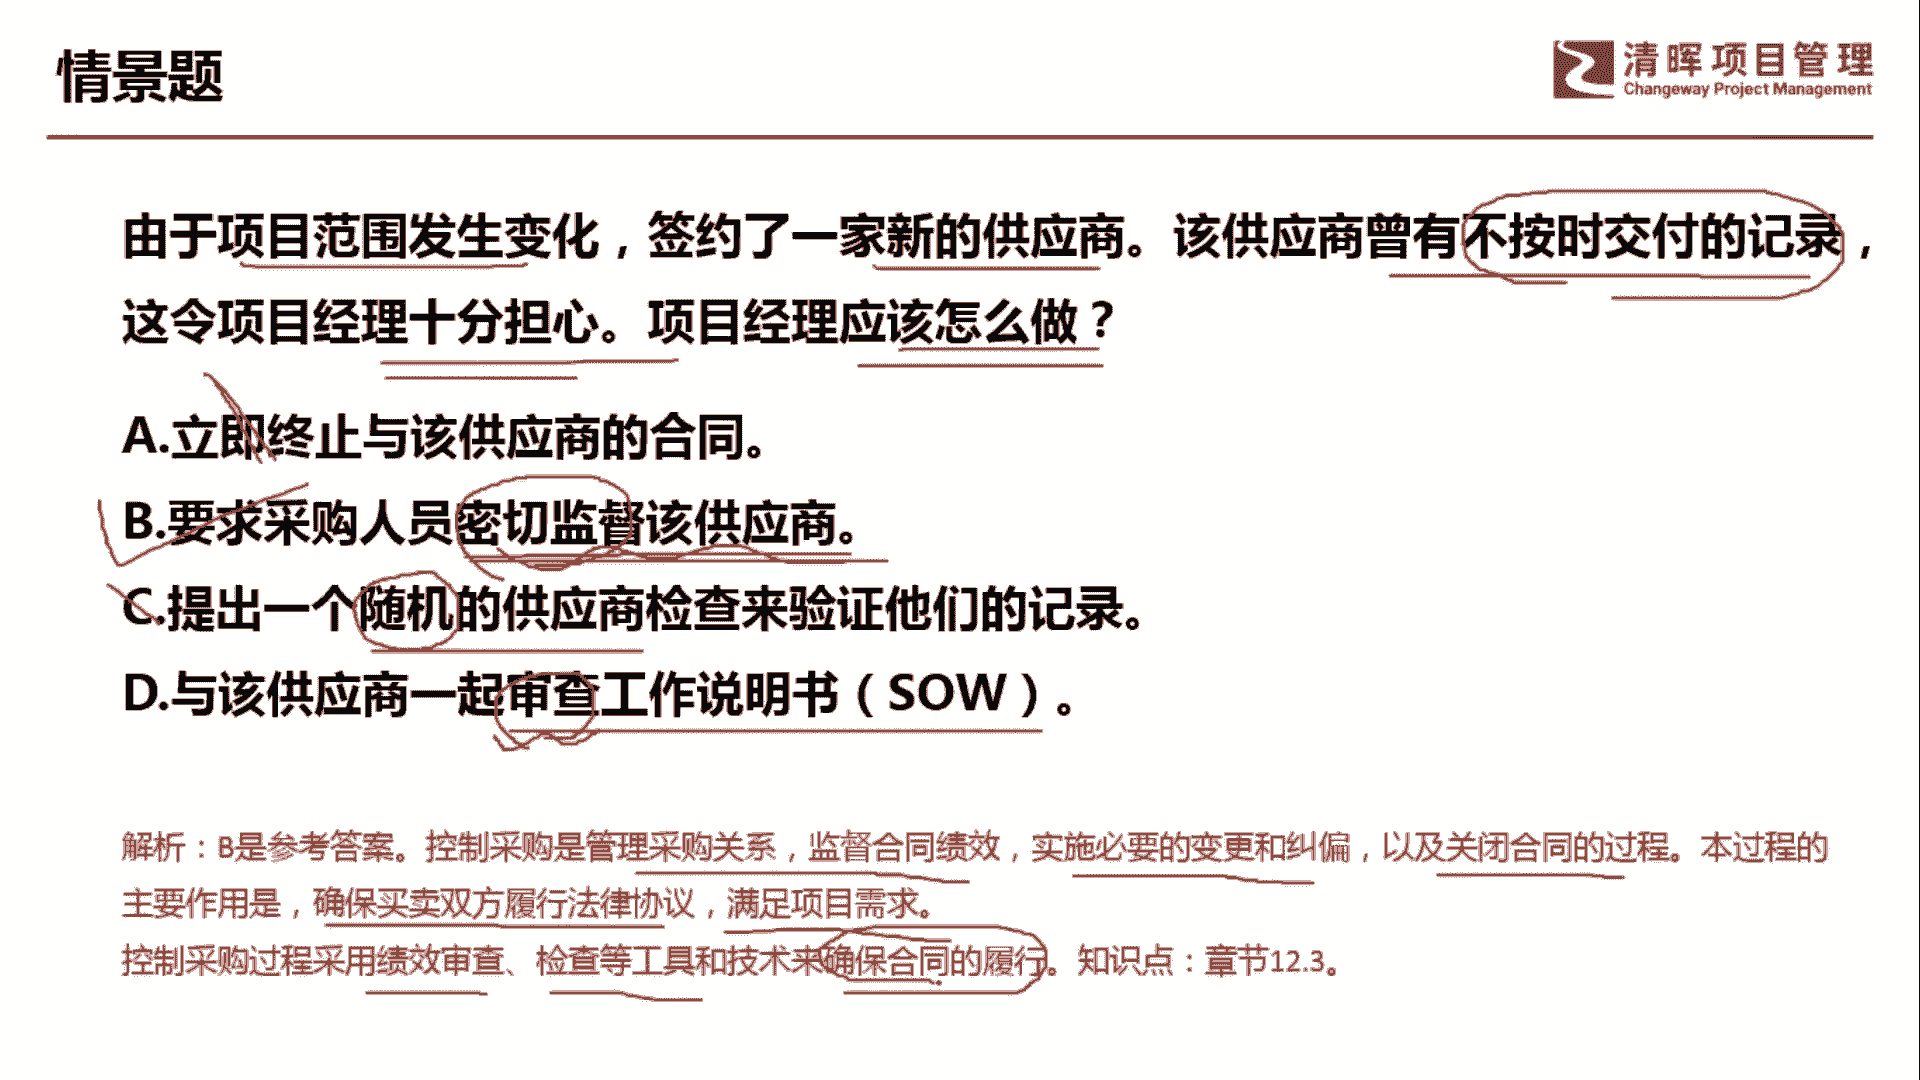 情景题
清晖项目管理
Changeway Project Management
由于项目范围发生变化，签约了一家新的供应商。该供应商曾有不按时交付的记录，
这令项目经理十分担心。项目经理应该怎么做？
A.立即终止与该供应商的合同。
B.要求采购人员密切监督该供应商。
C.提出一个随机的供应商检查来验证他们的记录。
D.与该供应商一起审查工作说明书（SOW）。
解析：B是参考答案。控制采购是管理采购关系，监督合同绩效，实施必要的变更和纠偏，以及关闭合同的过程。本过程的
主要作用是，确保买卖双方履行法律协议，满足项目需求。
控制采购过程采用绩效审查、检查等工具和技术来确保合同的履行。知识点：章节12.3。